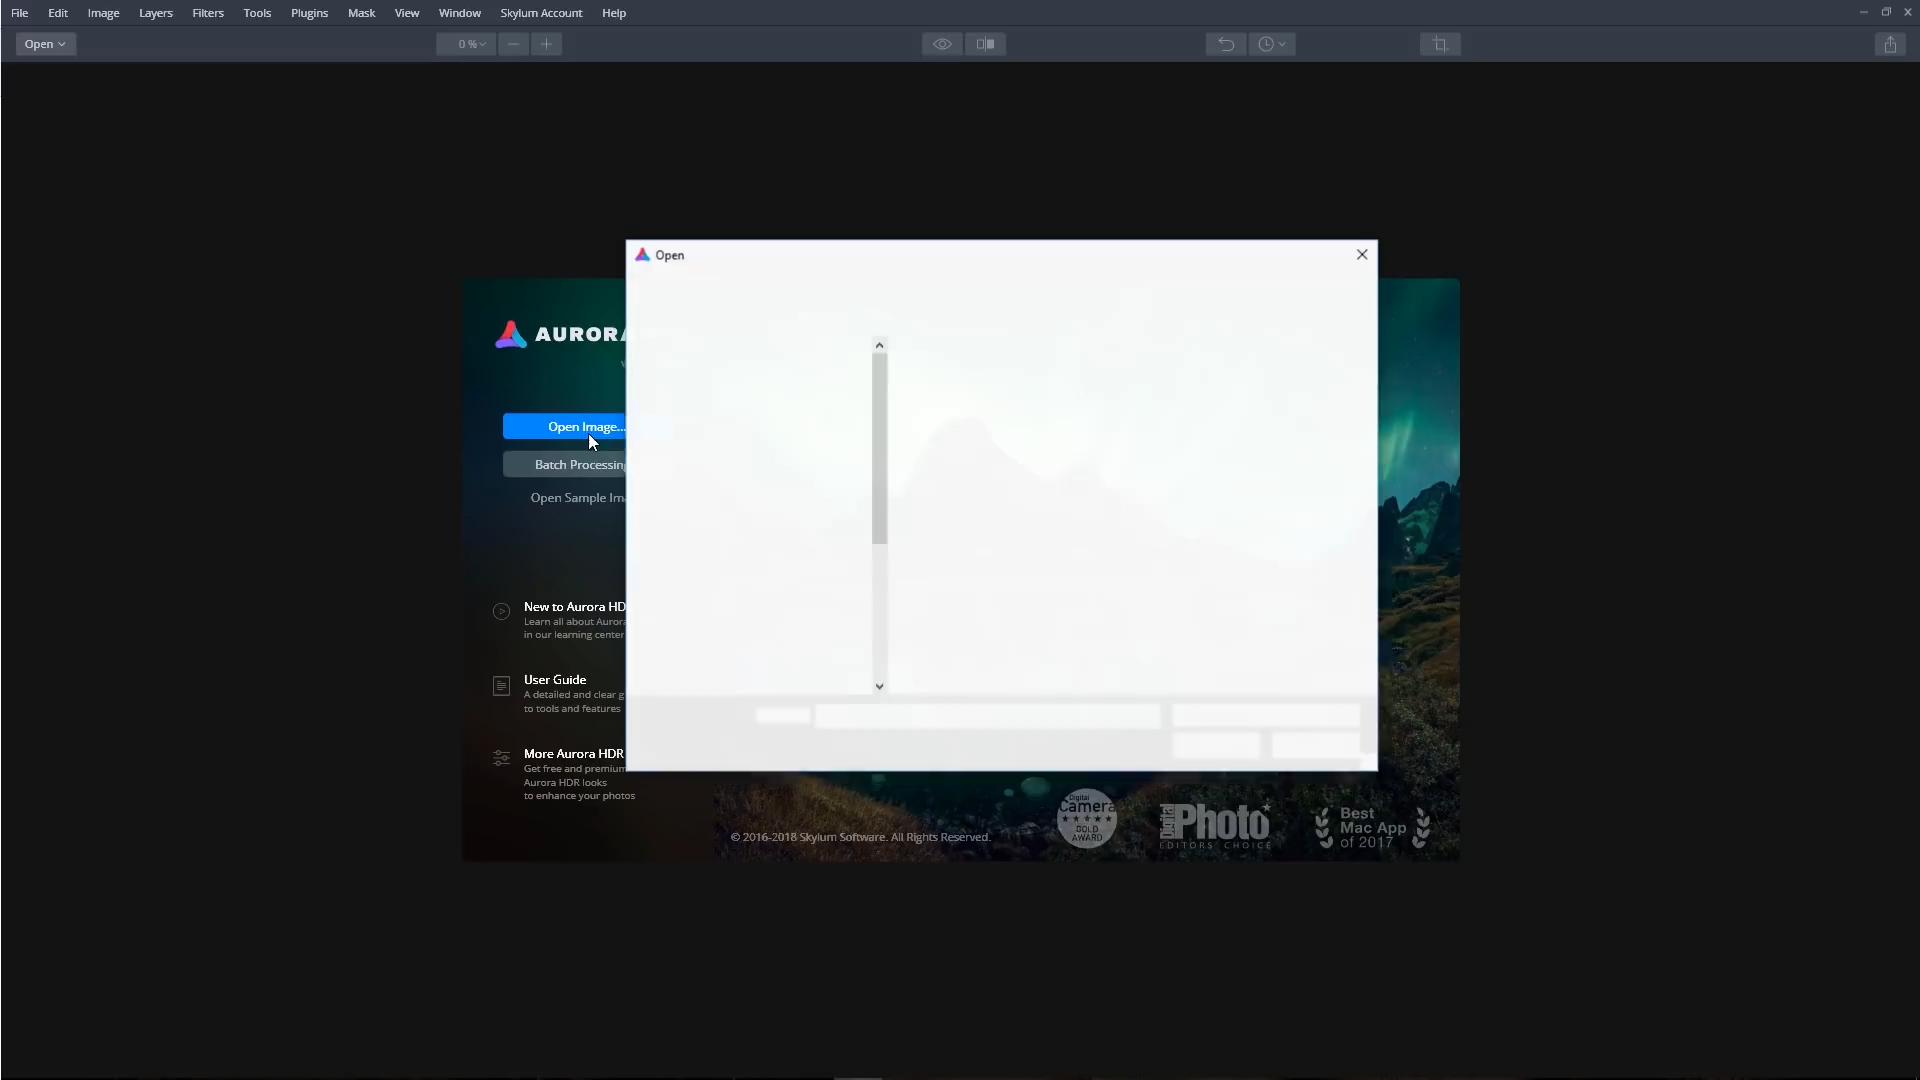 File Edit Image Layers Filters Tools Plugins Mask View Window Skylum Account Help
Open 0 %
Open
AURORA
Open Image...
Batch Processing
Open Sample Ima
New to Aurora HD
Learn all about Aurora
in our learning center
User Guide
A detailed and clear g
to tools and features
More Aurora HDR
Get free and premium
Aurora HDR looks
to enhance your photos
© 2016-2018 Skylum Software. All Rights Reserved.
Digital
Camera
GOLD
AWARD
Digital Photo
EDITORS' CHOICE
Best
Mac App
of 2017